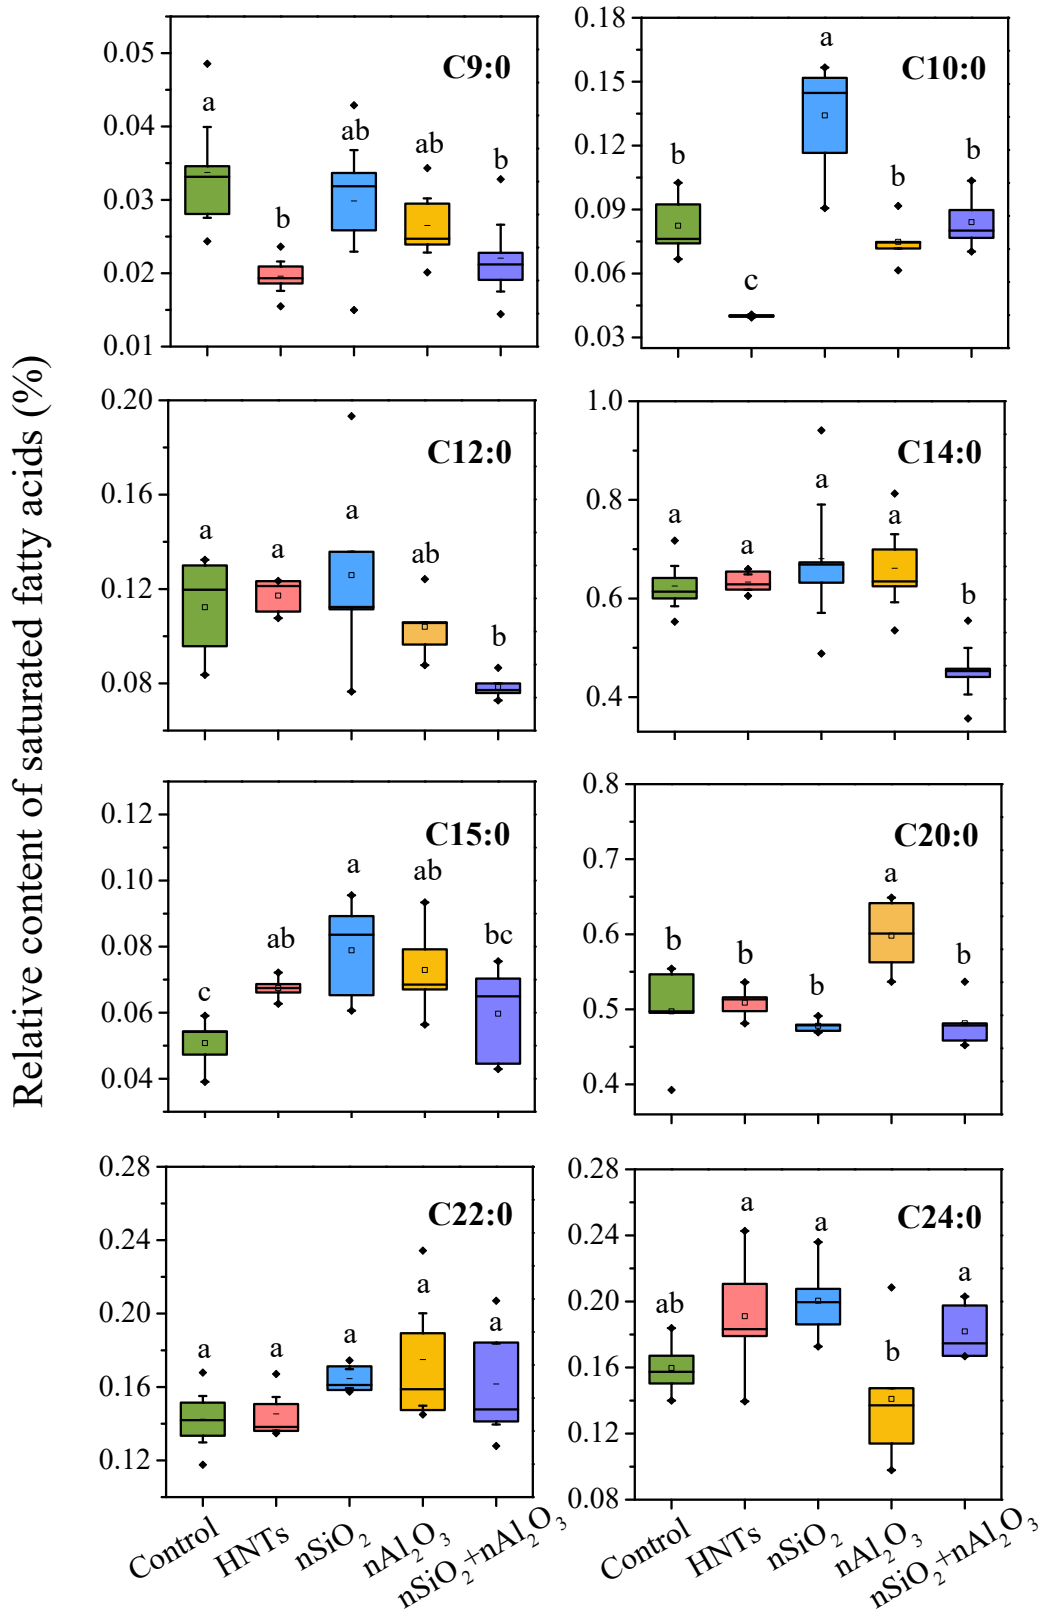 Relative content of saturated fatty acids (%)
C9:0
0.05
0.04
0.03
0.02
0.01
a
b
ab
ab
b
C10:0
0.18
0.15
0.12
0.09
0.06
0.03
b
c
a
b
b
C12:0
0.20
0.16
0.12
0.08
a
a
a
ab
b
C14:0
1.0
0.8
0.6
0.4
a
a
a
a
b
C15:0
0.12
0.10
0.08
0.06
0.04
c
ab
a
ab
bc
C20:0
0.8
0.7
0.6
0.5
0.4
b
b
b
a
b
C22:0
0.28
0.24
0.20
0.16
0.12
a
a
a
a
a
C24:0
0.28
0.24
0.20
0.16
0.12
0.08
ab
a
a
b
a
Control
HNTs
nSiO₂
nAl₂O₃
nSiO₂+nAl₂O₃
Control
HNTs
nSiO₂
nAl₂O₃
nSiO₂+nAl₂O₃